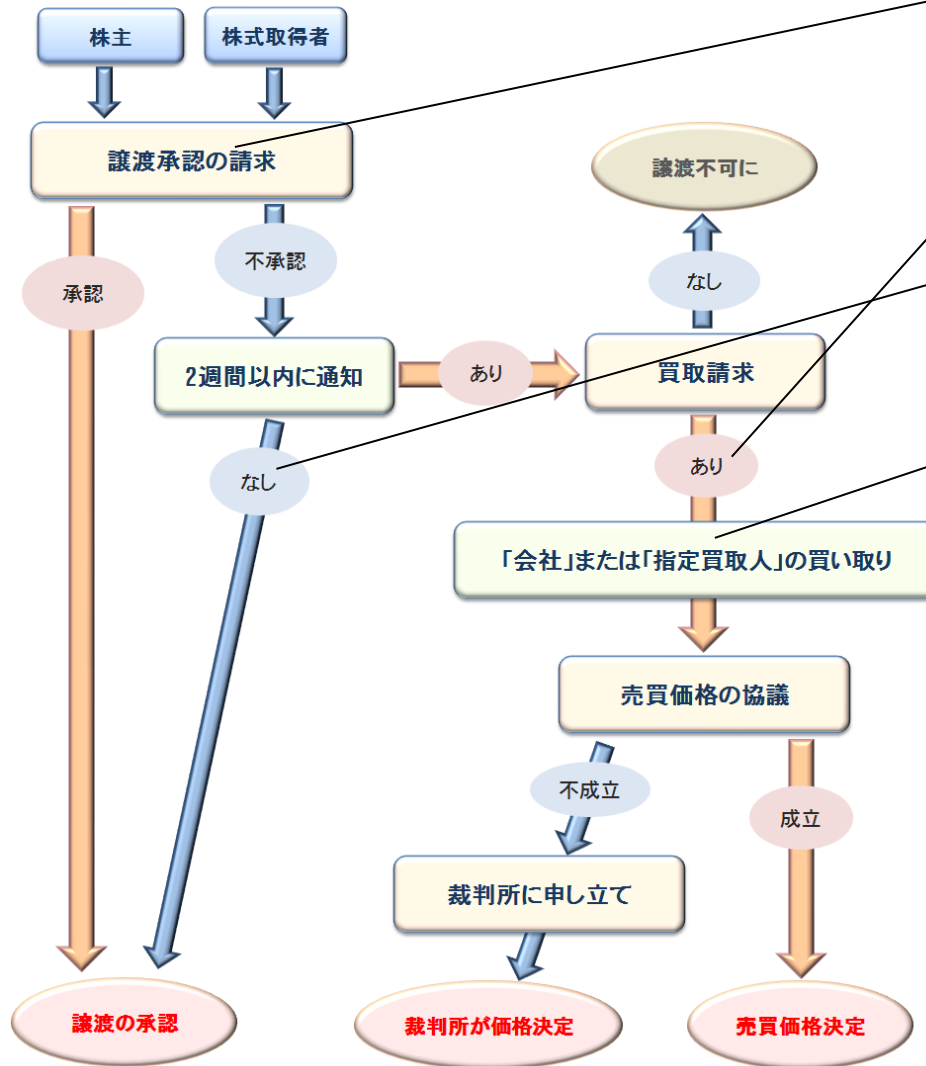 株主
株式取得者
譲渡承認の請求
譲渡不可に
不承認
承認
なし
2週間以内に通知
あり
買取請求
あり
なし
「会社」または「指定買取人」の買い取り
売買価格の協議
不成立
成立
裁判所に申し立て
譲渡の承認
裁判所が価格決定
売買価格決定